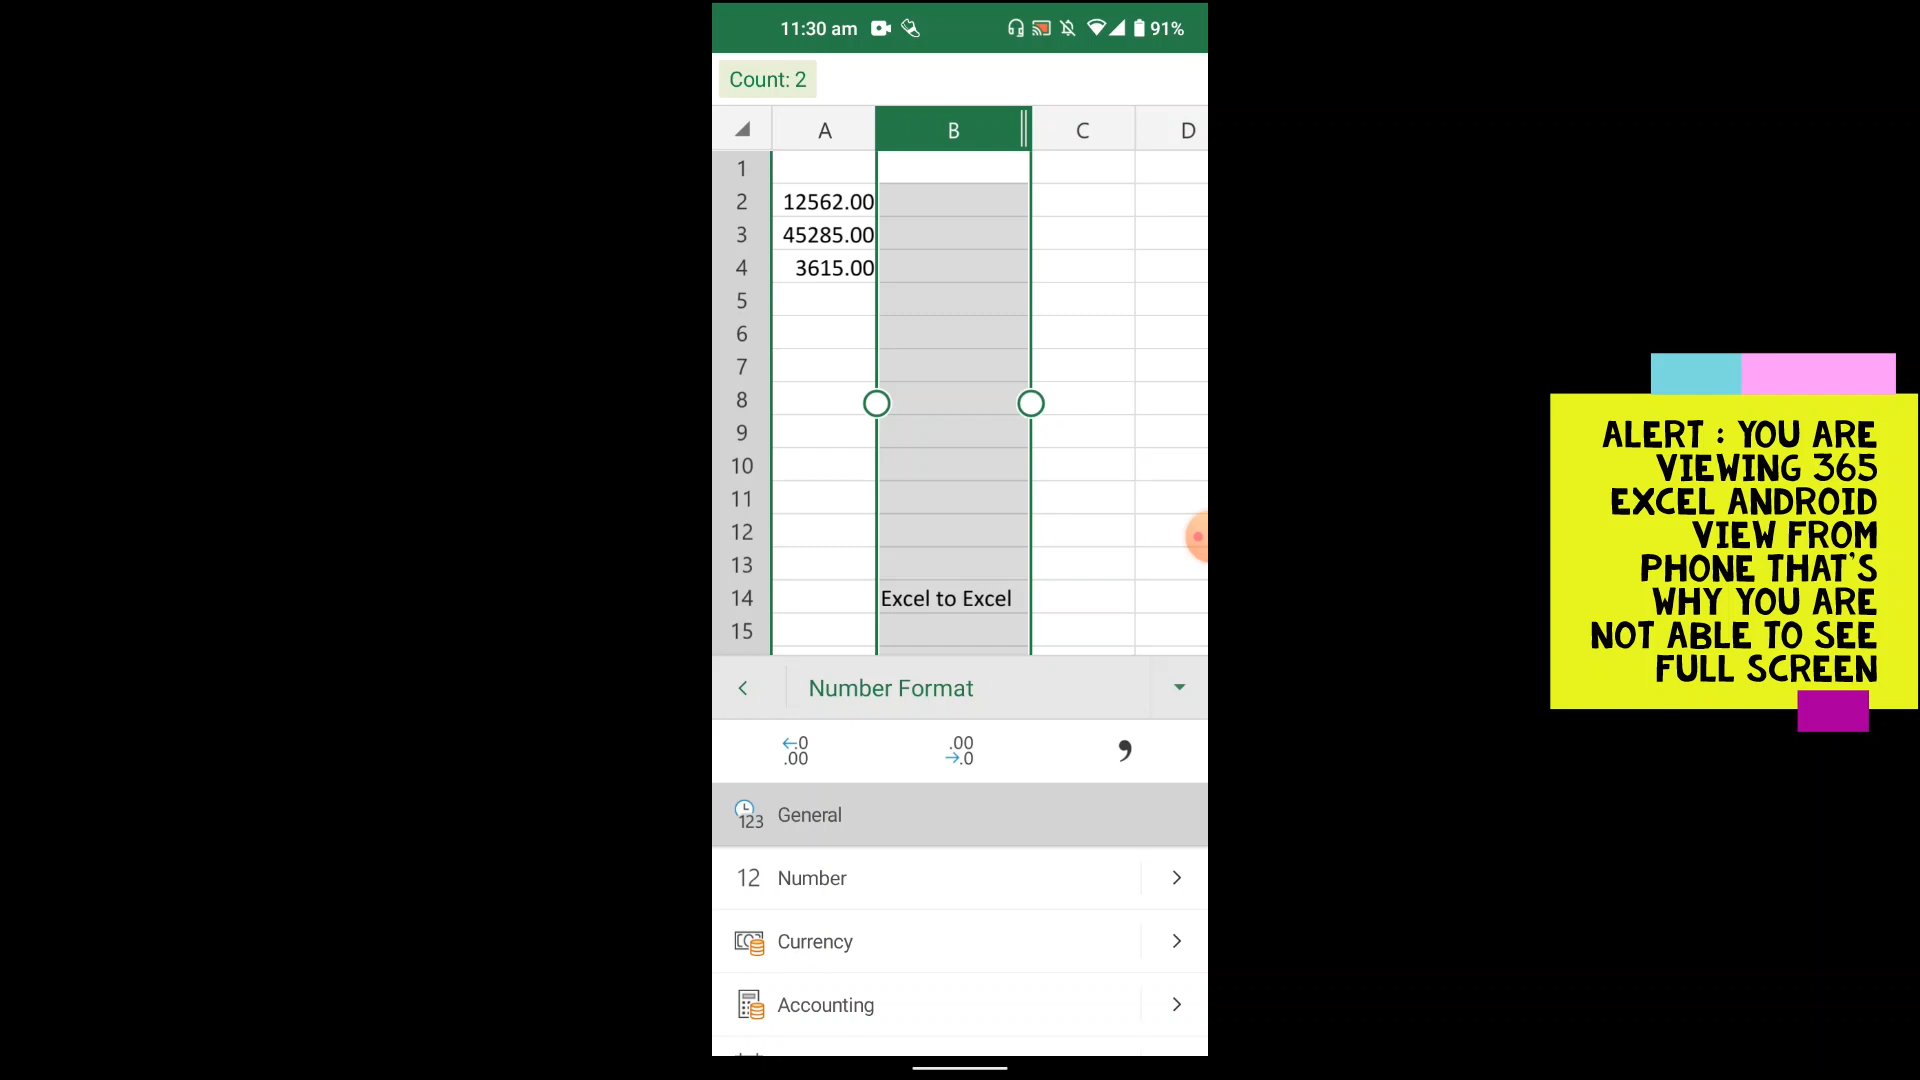 11:30 am
91%
Count: 2
A B C D
1
2 12562.00
3 45285.00
4 3615.00
5
6
7
8
9
10
11
12
13
14 Excel to Excel
15
Number Format
.0 .00 ,
.00 .0
123 General
12 Number
Currency
Accounting
ALERT : YOU ARE
VIEWING 365
EXCEL ANDROID
VIEW FROM
PHONE THAT'S
WHY YOU ARE
NOT ABLE TO SEE
FULL SCREEN